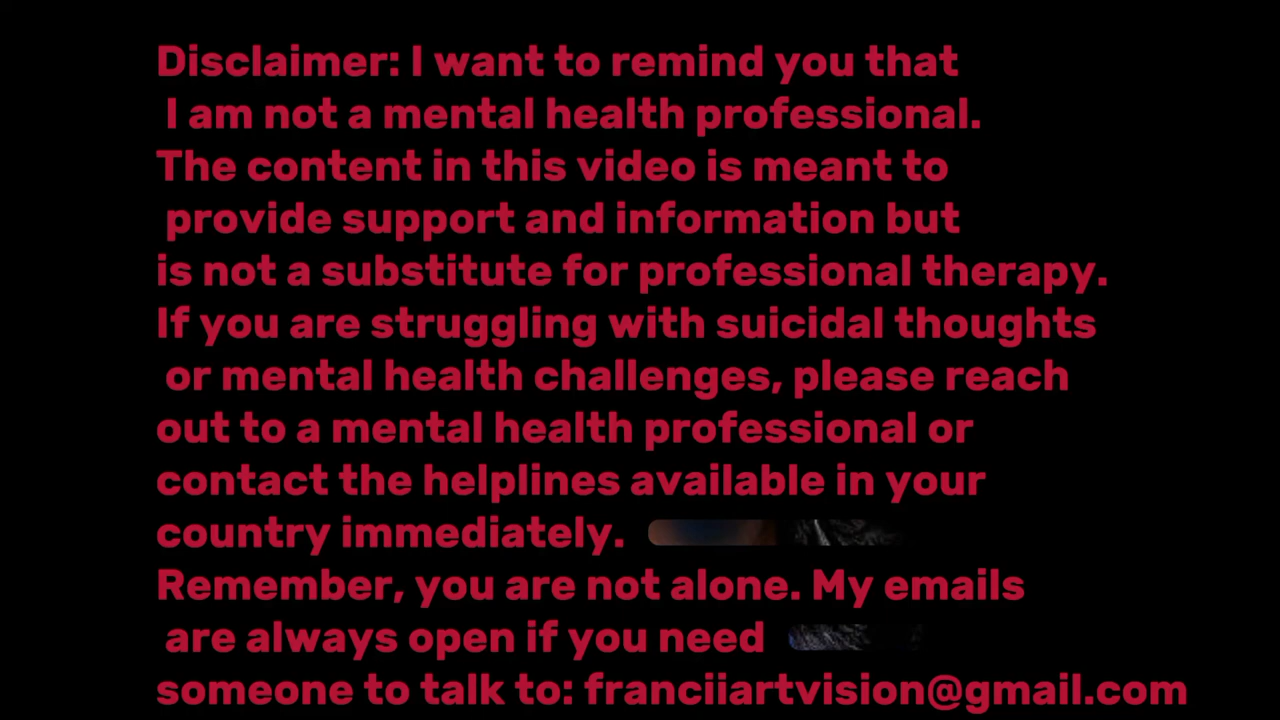 Disclaimer: I want to remind you that
I am not a mental health professional.
The content in this video is meant to
provide support and information but
is not a substitute for professional therapy.
If you are struggling with suicidal thoughts
or mental health challenges, please reach
out to a mental health professional or
contact the helplines available in your
country immediately.
Remember, you are not alone. My emails
are always open if you need
someone to talk to: franciiartvision@gmail.com